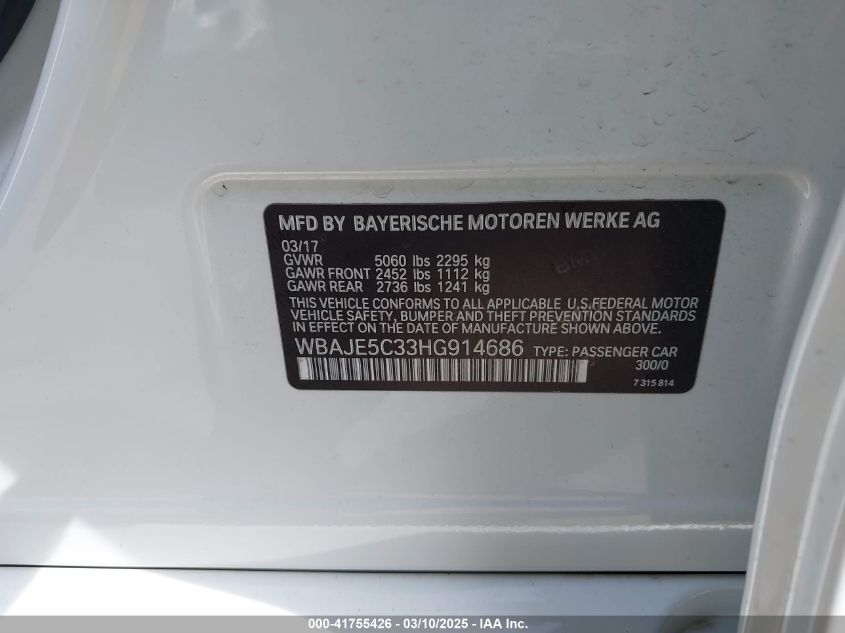 MFD BY BAYERISCHE MOTOREN WERKE AG
03/17
GVWR 5060 lbs 2295 kg
GAWR FRONT 2452 lbs 1112 kg
GAWR REAR 2736 lbs 1241 kg
THIS VEHICLE CONFORMS TO ALL APPLICABLE U.S.FEDERAL MOTOR
VEHICLE SAFETY, BUMPER AND THEFT PREVENTION STANDARDS
IN EFFECT ON THE DATE OF MANUFACTURE SHOWN ABOVE.
WBAJE5C33HG914686 TYPE: PASSENGER CAR
300/0
7 315 814
BMW
000-41755426 - 03/10/2025 - IAA Inc.